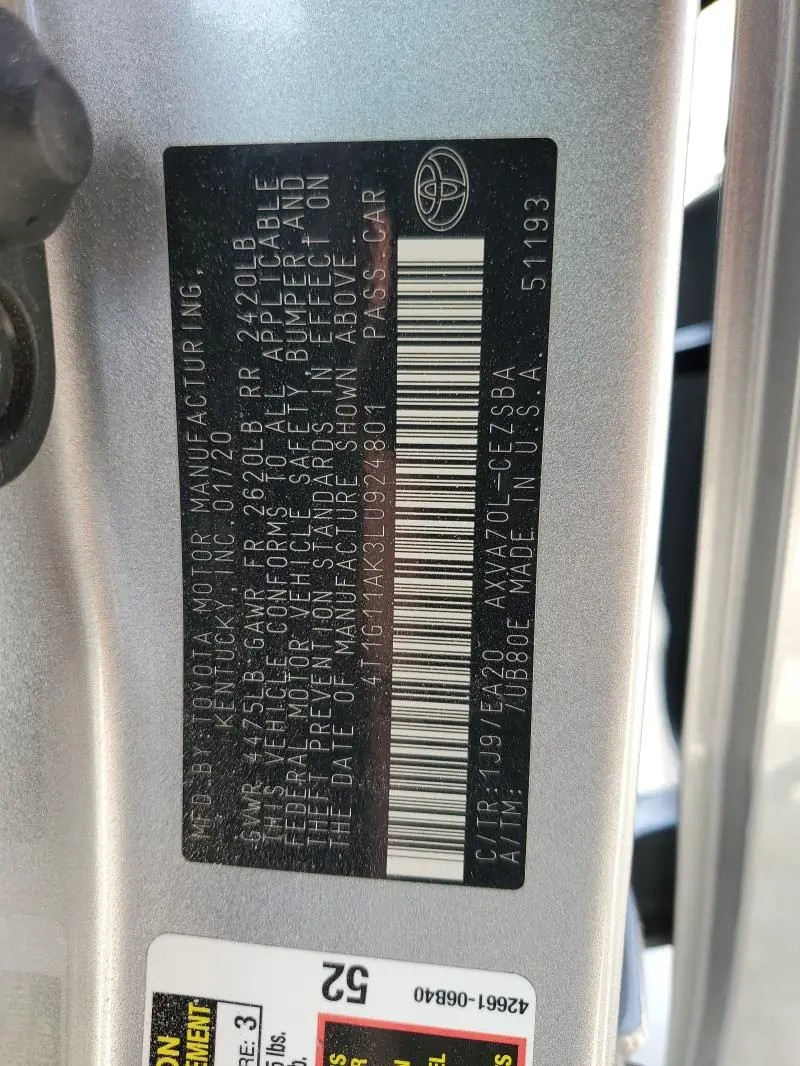 MFD.BY:TOYOTA MOTOR MANUFACTURING,
KENTUCKY, INC.01/20
GVWR 4475LB GAWR FR 2620LB RR 2420LB
THIS VEHICLE CONFORMS TO ALL APPLICABLE
FEDERAL MOTOR VEHICLE SAFETY,BUMPER,AND
THEFT PREVENTION STANDARDS IN EFFECT ON
THE DATE OF MANUFACTURE SHOWN ABOVE.
4T1G11AK3LU924801 PASS.CAR
C/TR:1J9/EA20 AXVA70L-CEZSBA
A/TM: /UB80E MADE IN U.S.A. 51193
52
42661-06B40
3